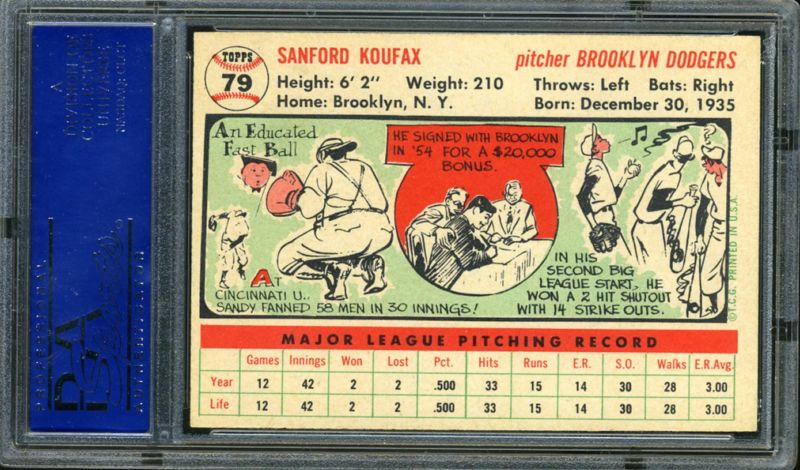 TOPPS
79
SANFORD KOUFAX pitcher BROOKLYN DODGERS
Height: 6' 2" Weight: 210 Throws: Left Bats: Right
Home: Brooklyn, N. Y. Born: December 30, 1935
An Educated
Fast Ball
AT
CINCINNATI U..
SANDY FANNED 58 MEN IN 30 INNINGS!
HE SIGNED WITH BROOKLYN
IN '54 FOR A $20,000
BONUS.
IN HIS
SECOND BIG
LEAGUE START, HE
WON A 2 HIT SHUTOUT
WITH 14 STRIKE OUTS.
©T.C.G. PRINTED IN U.S.A.
MAJOR LEAGUE PITCHING RECORD
Games Innings Won Lost Pct. Hits Runs E.R. S.O. Walks E.R.Avg
Year 12 42 2 2 .500 33 15 14 30 28 3.00
Life 12 42 2 2 .500 33 15 14 30 28 3.00
A
DIVISION OF
COLLECTORS
UNIVERSE
PSA
PROFESSIONAL